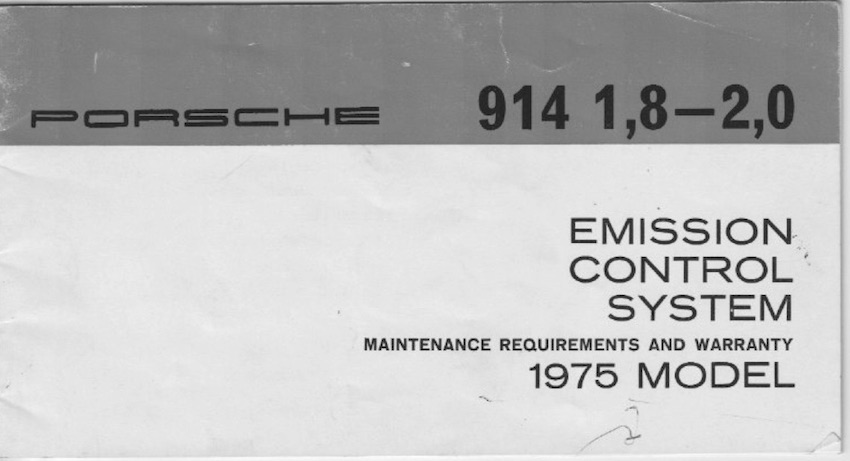 PORSCHE 914 1,8—2,0
EMISSION
CONTROL
SYSTEM
MAINTENANCE REQUIREMENTS AND WARRANTY
1975 MODEL